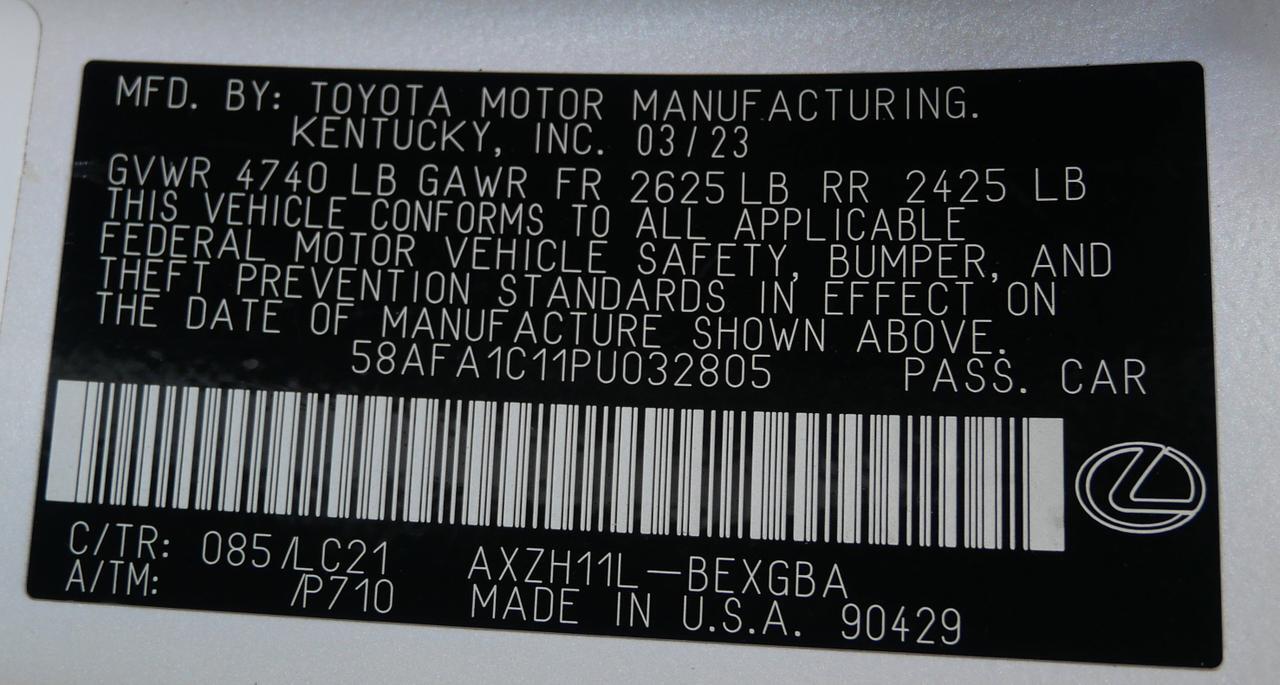 MFD. BY: TOYOTA MOTOR MANUFACTURING.
KENTUCKY, INC. 03/23
GVWR 4740 LB GAWR FR 2625 LB RR 2425 LB
THIS VEHICLE CONFORMS TO ALL APPLICABLE
FEDERAL MOTOR VEHICLE SAFETY, BUMPER, AND
THEFT PREVENTION STANDARDS IN EFFECT ON
THE DATE OF MANUFACTURE SHOWN ABOVE.
58AFA1C11PU032805 PASS. CAR
C/TR: 085/LC21 AXZH11L-BEXGBA
A/TM: /P710 MADE IN U.S.A. 90429